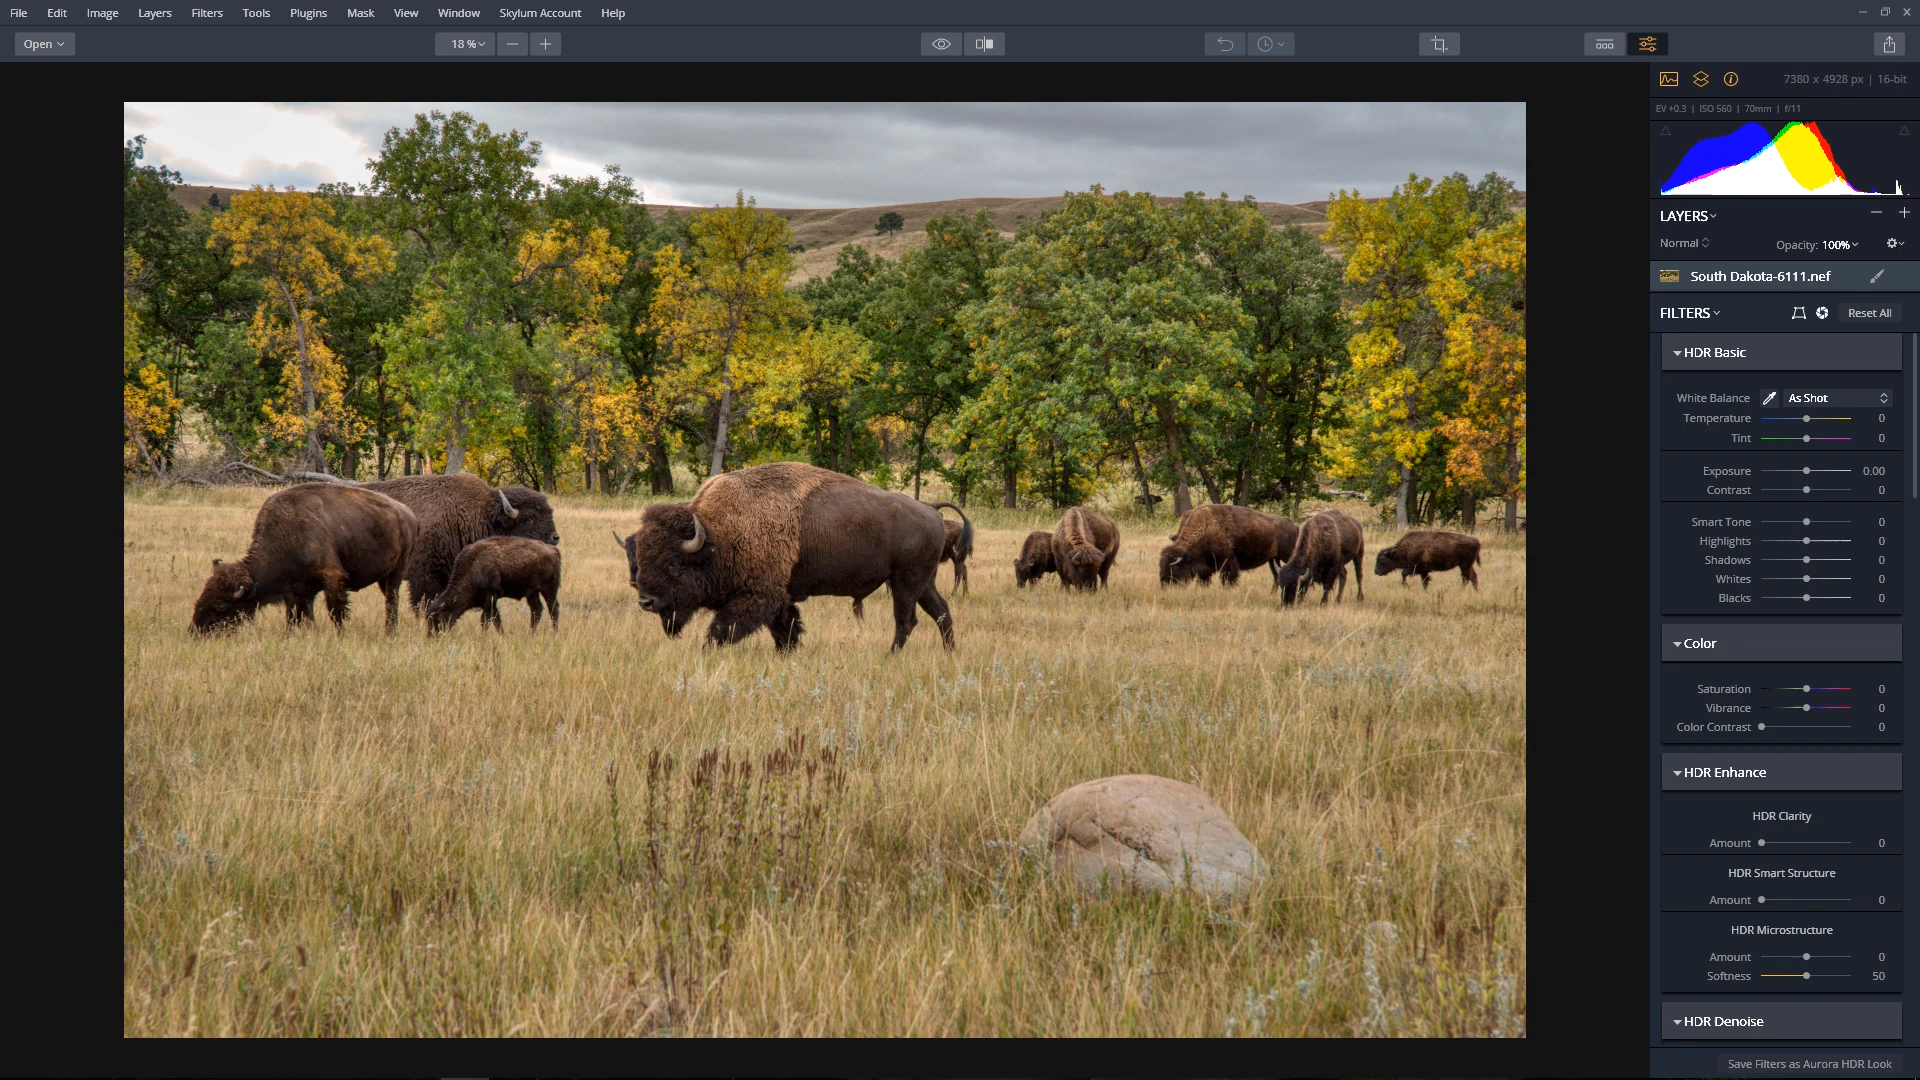 File Edit Image Layers Filters Tools Plugins Mask View Window Skylum Account Help
Open 18 %
7380 x 4928 px | 16-bit
EV +0.3 | ISO 560 | 70mm | f/11
LAYERS
Normal Opacity: 100%
South Dakota-6111.nef
FILTERS Reset All
HDR Basic
White Balance As Shot
Temperature 0
Tint 0
Exposure 0.00
Contrast 0
Smart Tone 0
Highlights 0
Shadows 0
Whites 0
Blacks 0
Color
Saturation 0
Vibrance 0
Color Contrast 0
HDR Enhance
HDR Clarity
Amount 0
HDR Smart Structure
Amount 0
HDR Microstructure
Amount 0
Softness 50
HDR Denoise
Save Filters as Aurora HDR Look